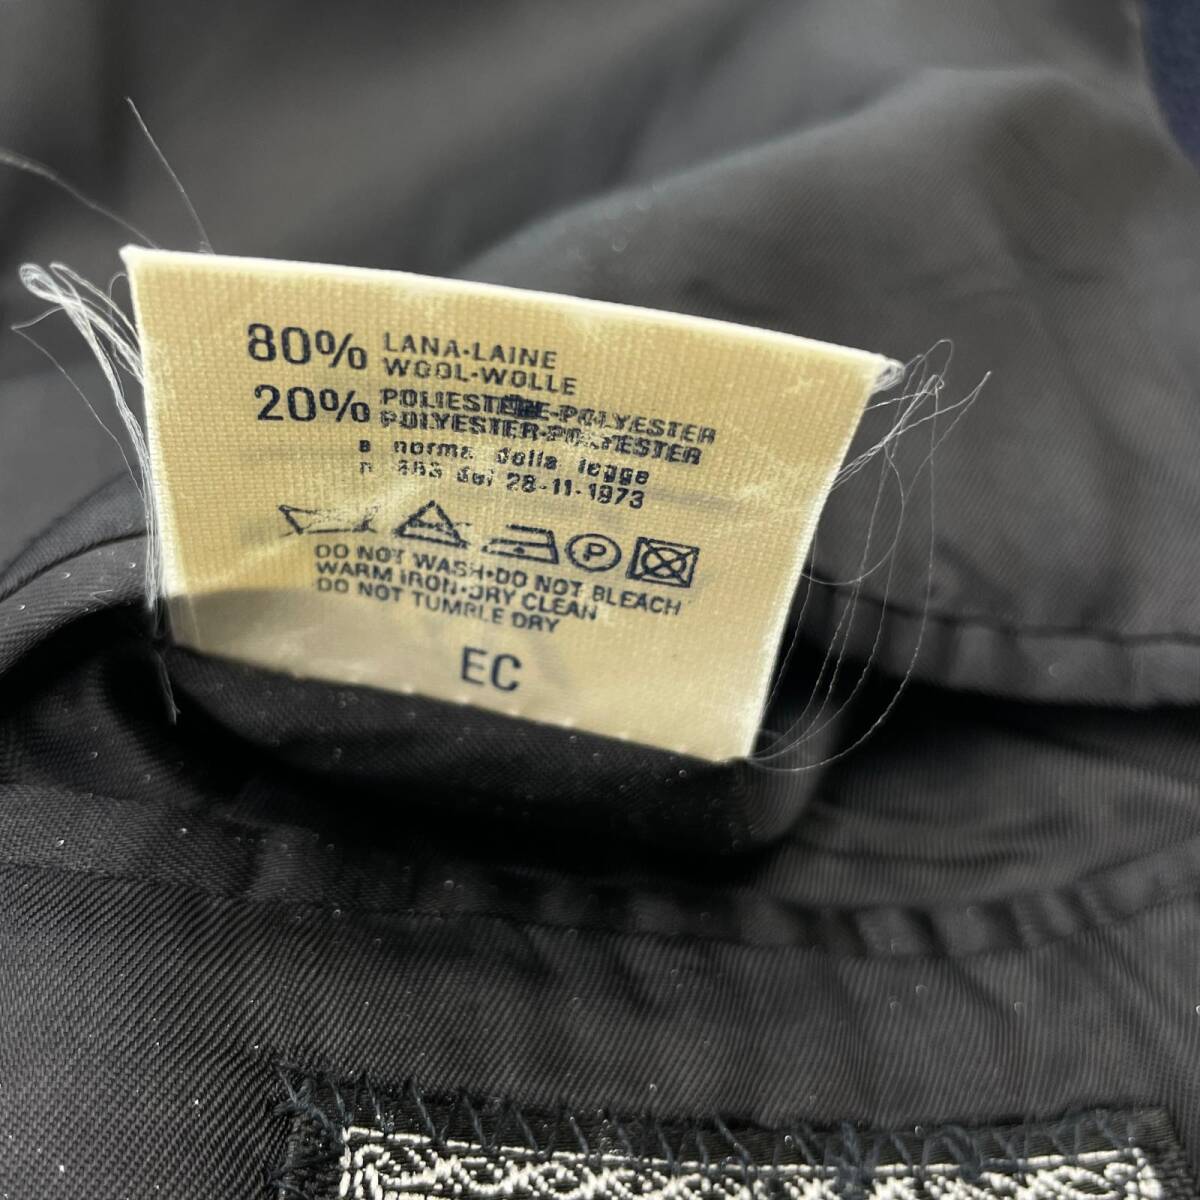 80% LANA-LAINE
WOOL-WOLLE
20% POLIESTERE-POLYESTER
POLYESTER-POLYESTER
a norma della legge
n 883 del 28-11-1973
P
DO NOT WASH•DO NOT BLEACH
WARM IRON•DRY CLEAN
DO NOT TUMBLE DRY
EC